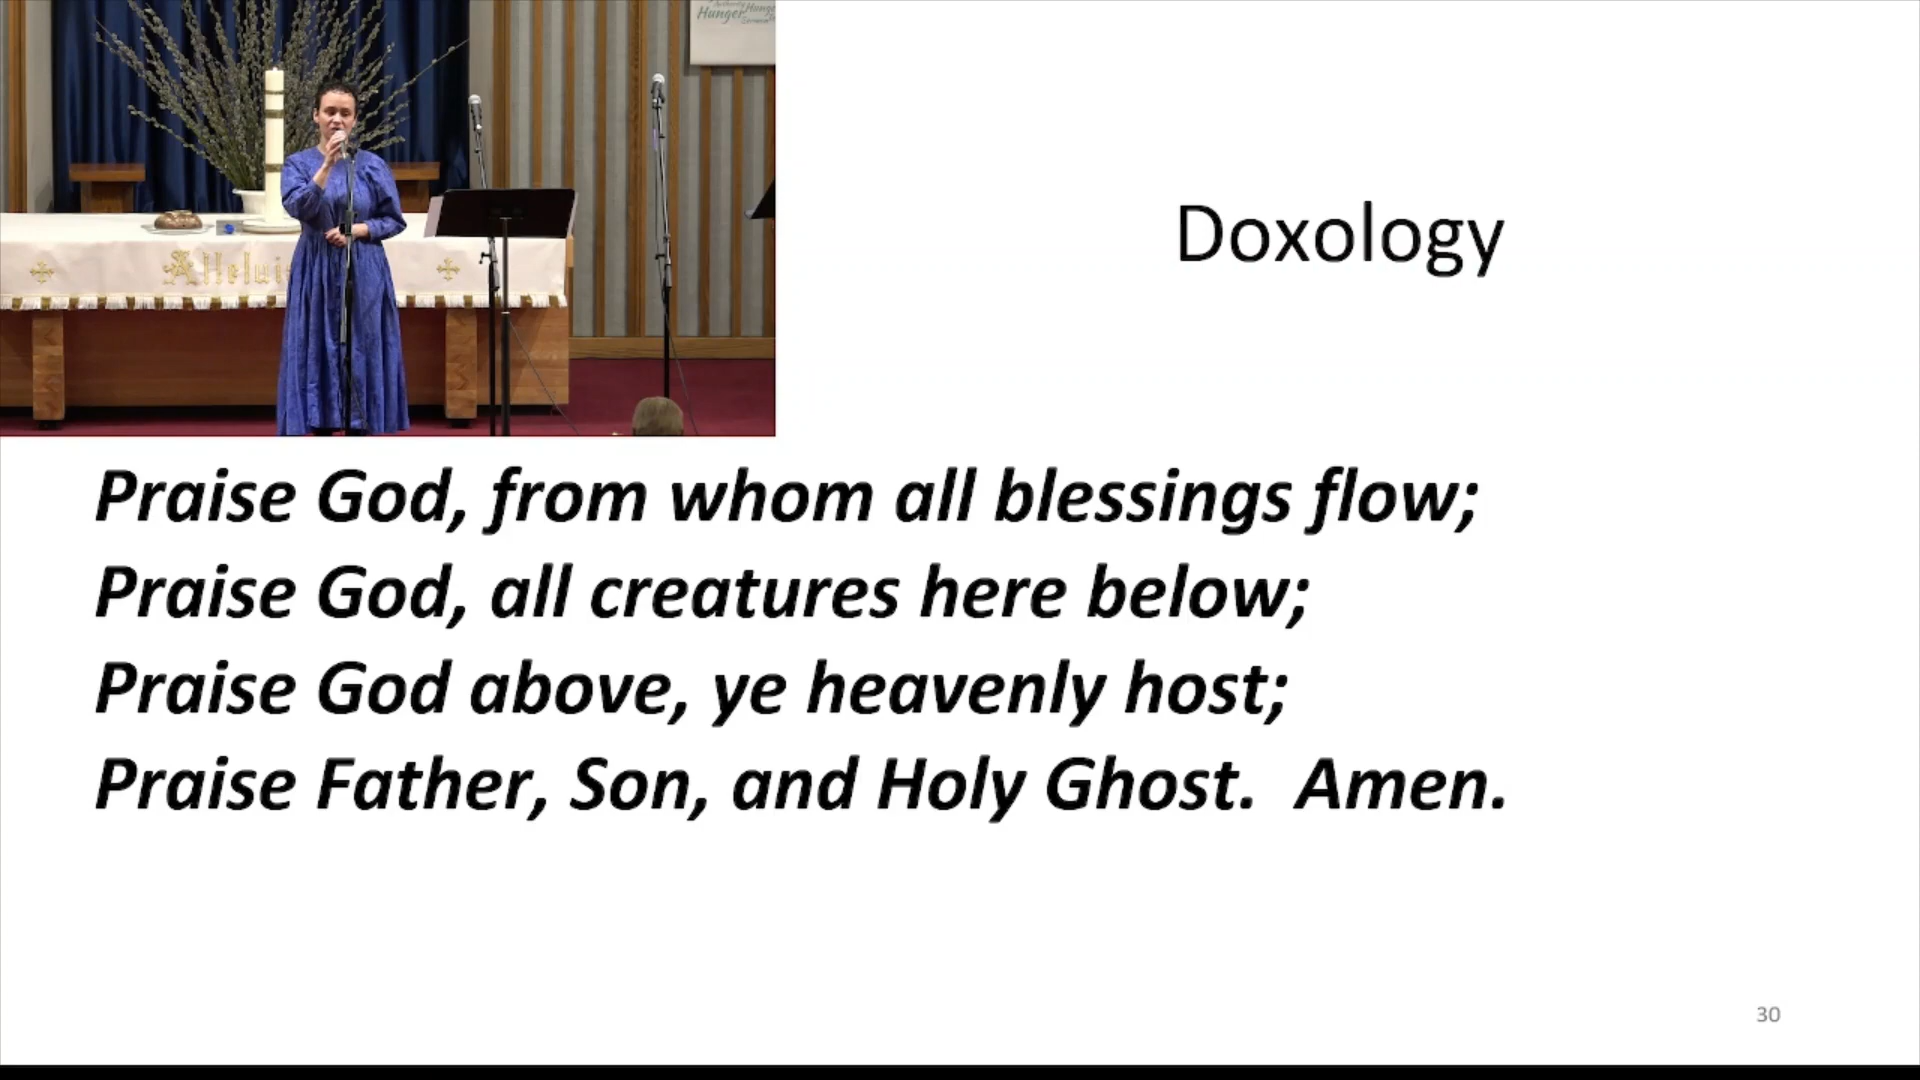 Hunger
Doxology
Praise God, from whom all blessings flow;
Praise God, all creatures here below;
Praise God above, ye heavenly host;
Praise Father, Son, and Holy Ghost.  Amen.
30